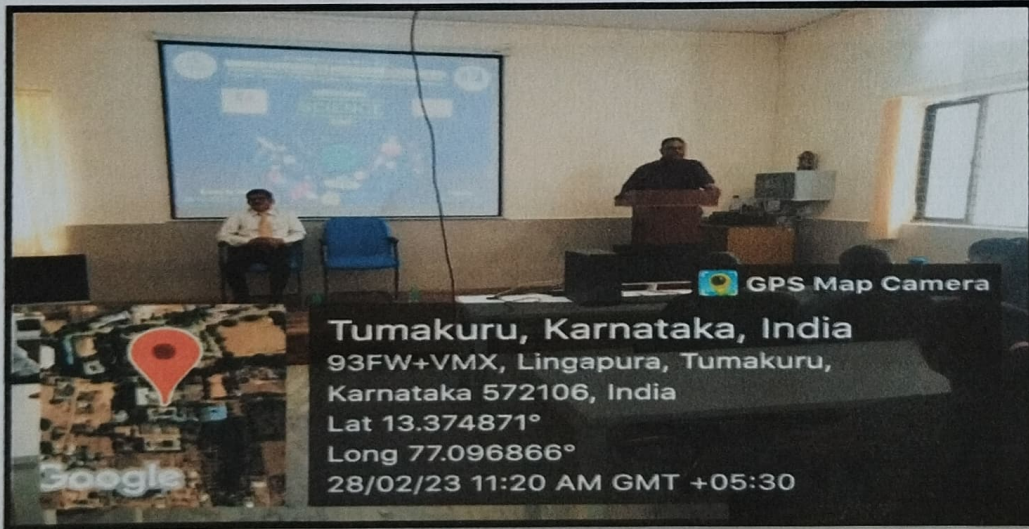 GPS Map Camera
Tumakuru, Karnataka, India
93FW+VMX, Lingapura, Tumakuru,
Karnataka 572106, India
Lat 13.374871°
Long 77.096866°
28/02/23 11:20 AM GMT +05:30
Google